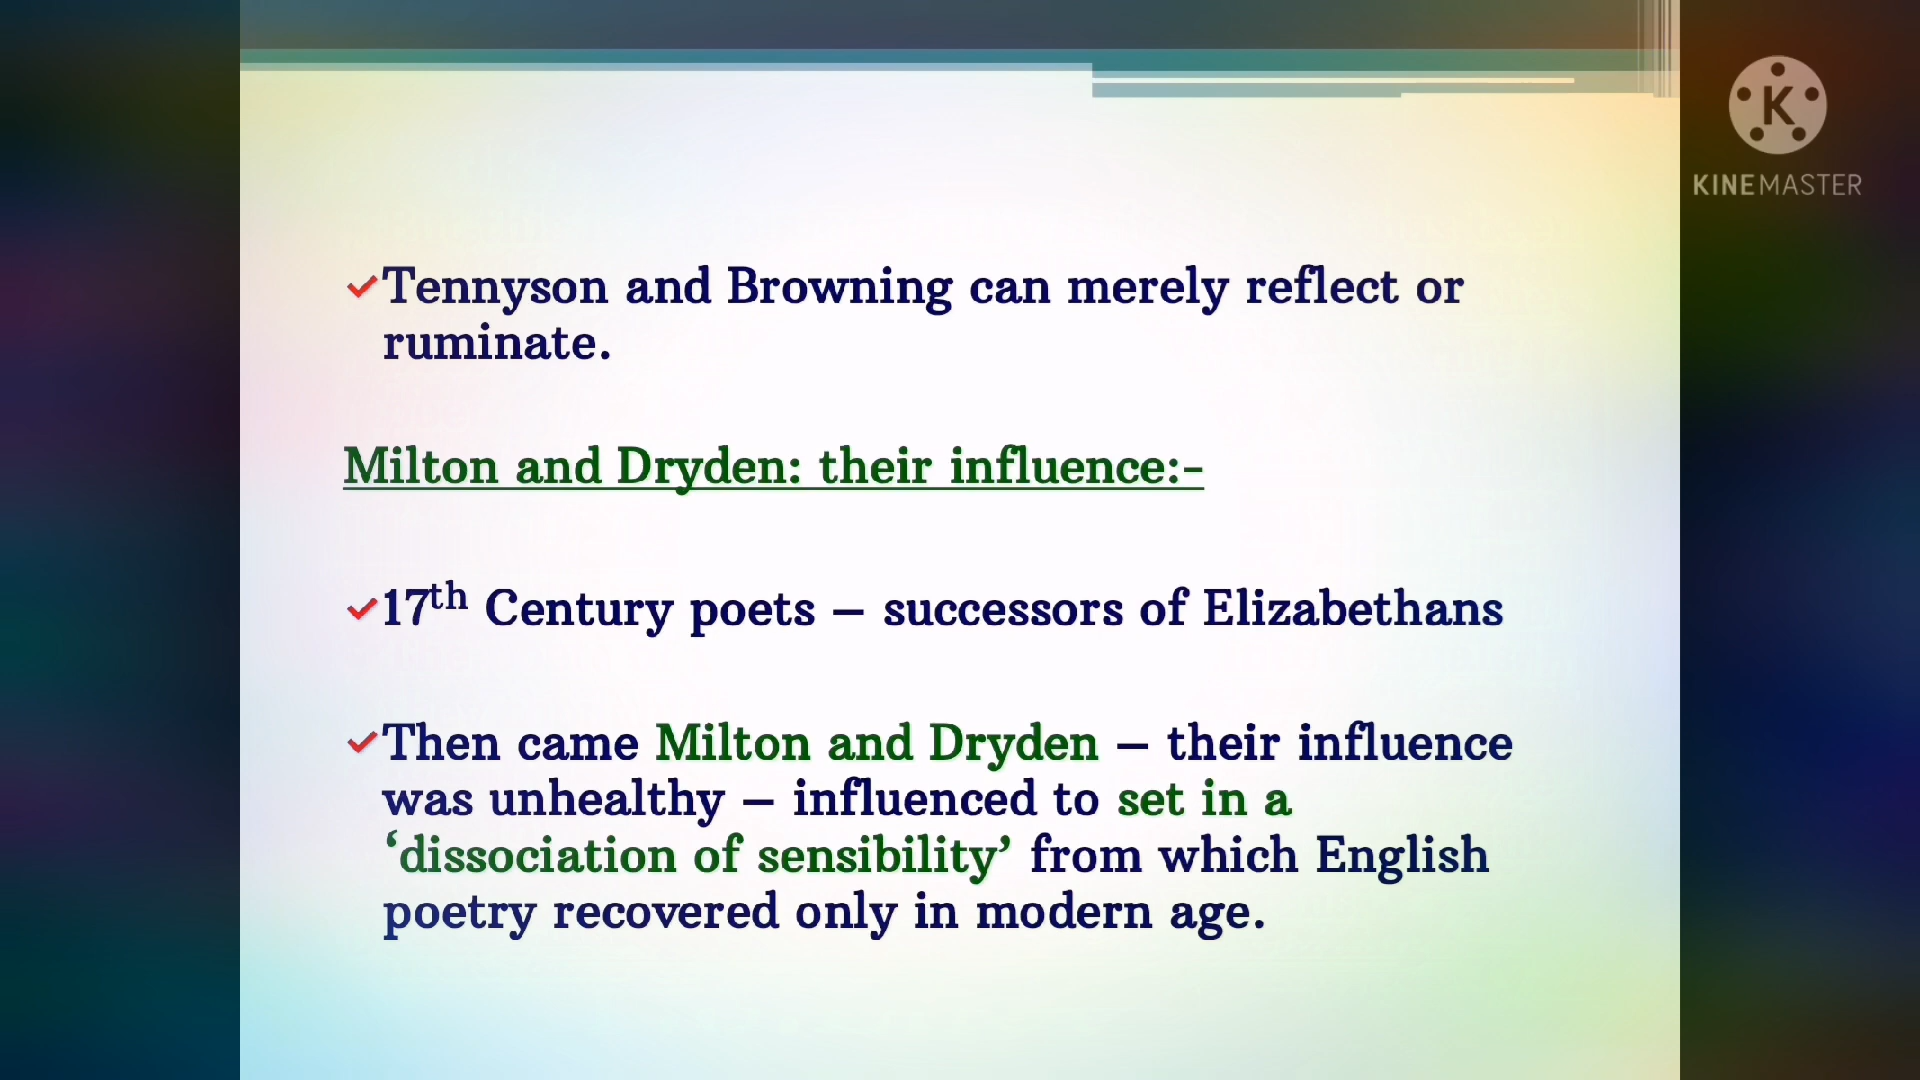 KINEMASTER
Tennyson and Browning can merely reflect or
ruminate.
Milton and Dryden: their influence:-
17th Century poets – successors of Elizabethans
Then came Milton and Dryden – their influence
was unhealthy – influenced to set in a
‘dissociation of sensibility’ from which English
poetry recovered only in modern age.